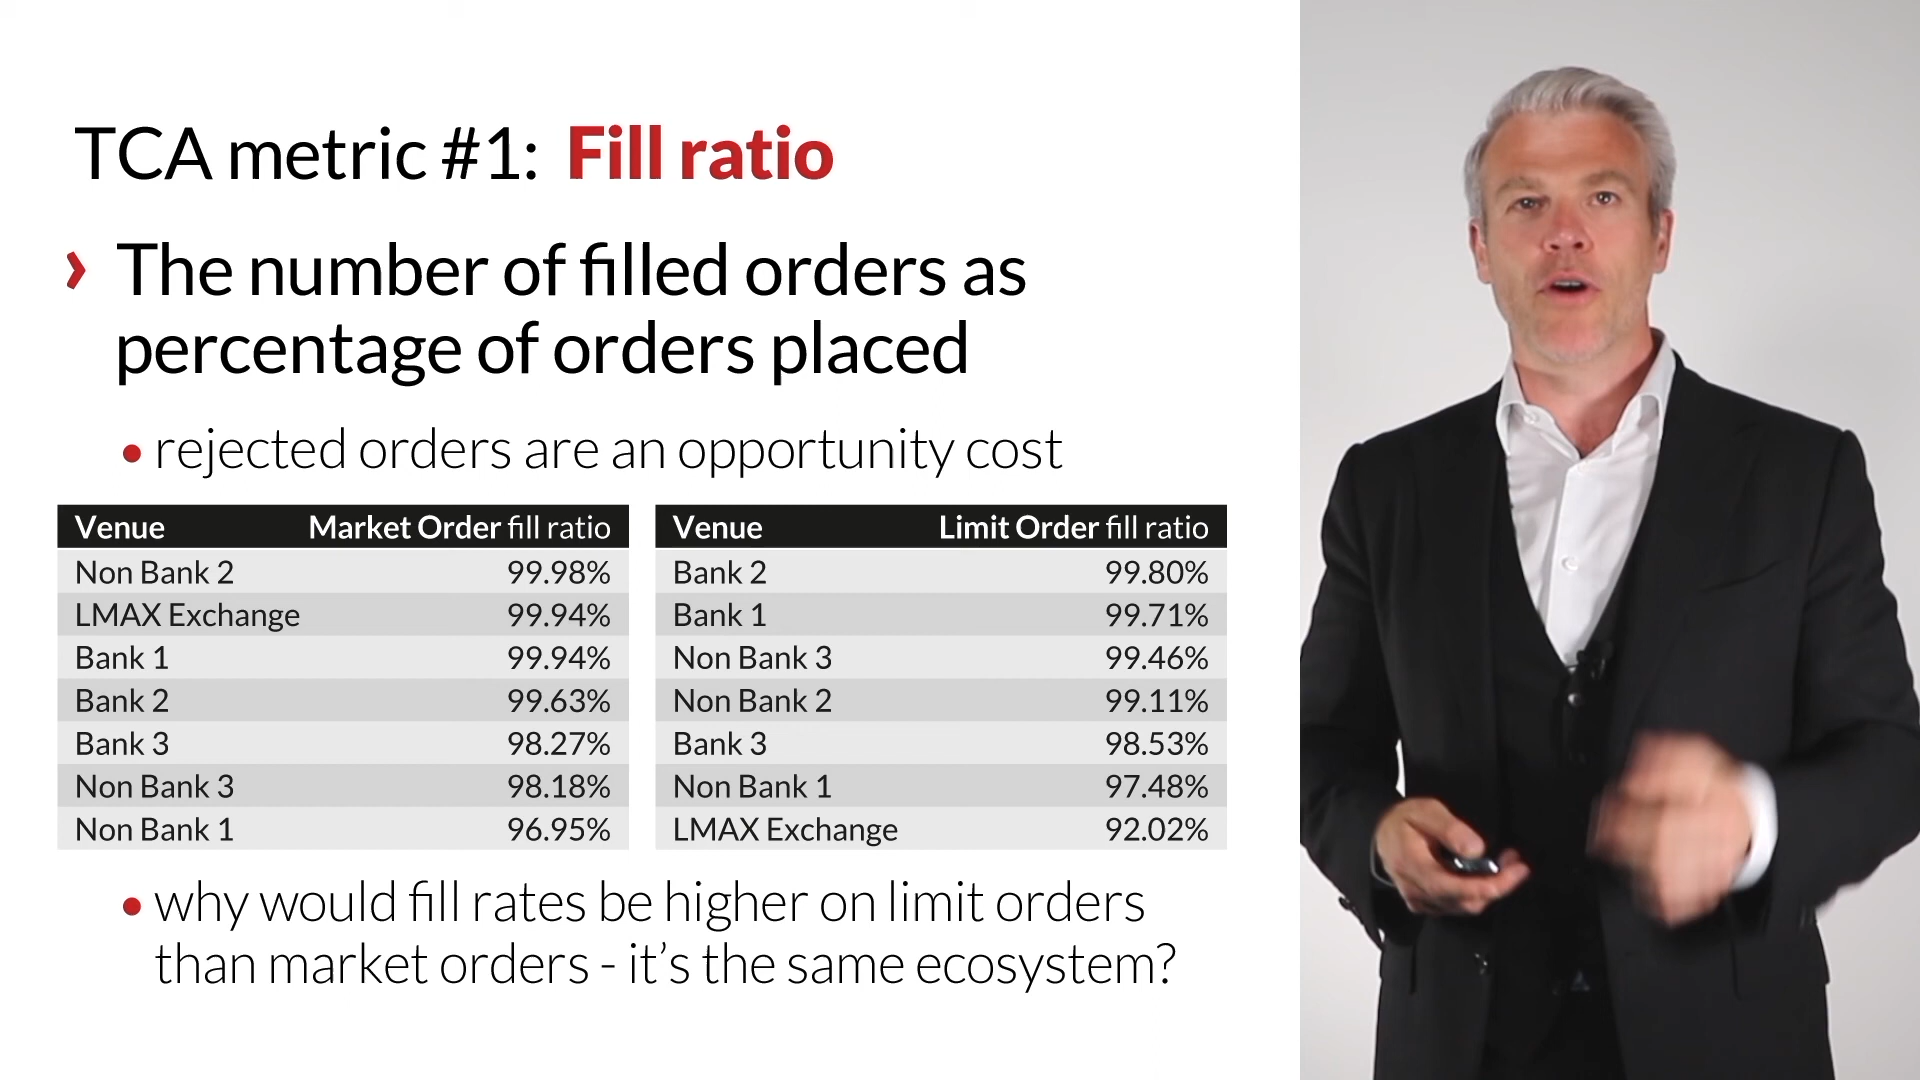 TCA metric #1: Fill ratio
› The number of filled orders as
percentage of orders placed
• rejected orders are an opportunity cost
Venue Market Order fill ratio
Non Bank 2 99.98%
LMAX Exchange 99.94%
Bank 1 99.94%
Bank 2 99.63%
Bank 3 98.27%
Non Bank 3 98.18%
Non Bank 1 96.95%
Venue Limit Order fill ratio
Bank 2 99.80%
Bank 1 99.71%
Non Bank 3 99.46%
Non Bank 2 99.11%
Bank 3 98.53%
Non Bank 1 97.48%
LMAX Exchange 92.02%
• why would fill rates be higher on limit orders
than market orders - it’s the same ecosystem?